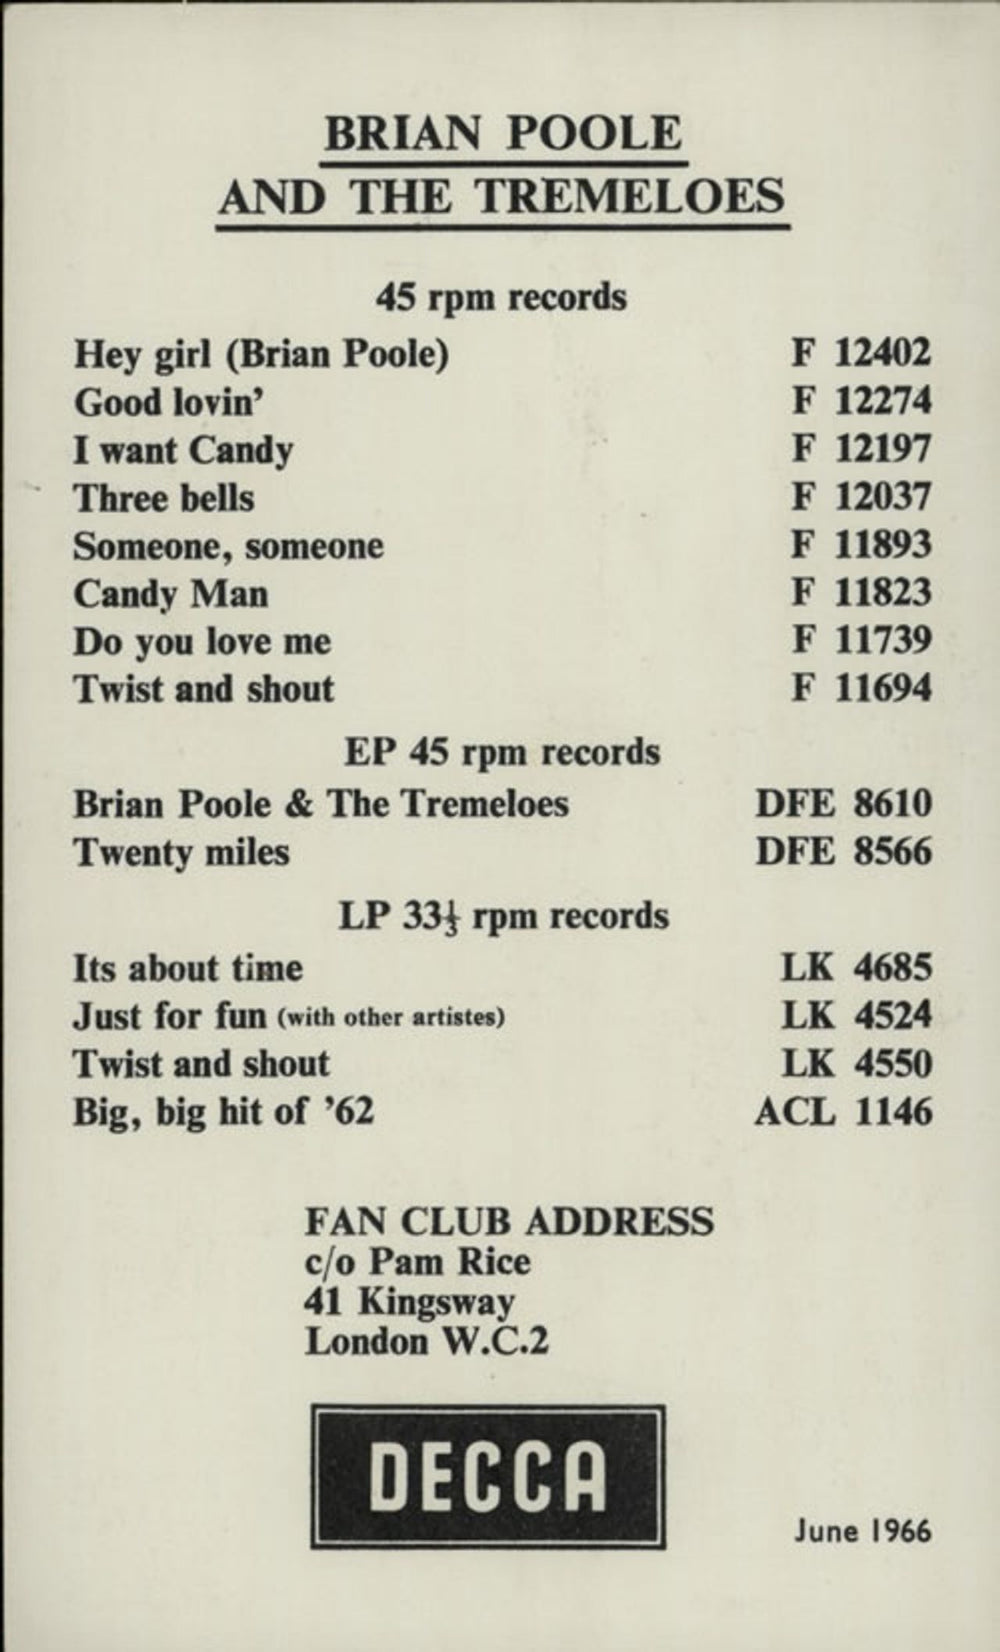 BRIAN POOLE
AND THE TREMELOES
45 rpm records
Hey girl (Brian Poole) F 12402
Good lovin’ F 12274
I want Candy F 12197
Three bells F 12037
Someone, someone F 11893
Candy Man F 11823
Do you love me F 11739
Twist and shout F 11694
EP 45 rpm records
Brian Poole & The Tremeloes DFE 8610
Twenty miles DFE 8566
LP 33⅓ rpm records
Its about time LK 4685
Just for fun (with other artistes) LK 4524
Twist and shout LK 4550
Big, big hit of ’62 ACL 1146
FAN CLUB ADDRESS
c/o Pam Rice
41 Kingsway
London W.C.2
DECCA
June 1966